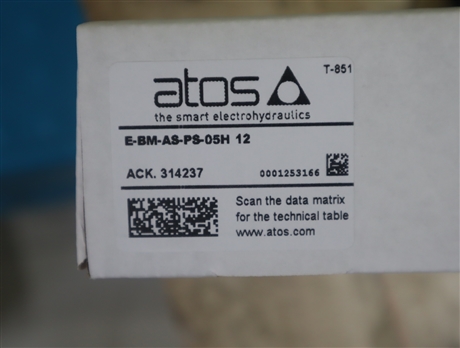 T-851
atos
the smart electrohydraulics
E-BM-AS-PS-05H 12
ACK. 314237 0001253166
Scan the data matrix
for the technical table
www.atos.com